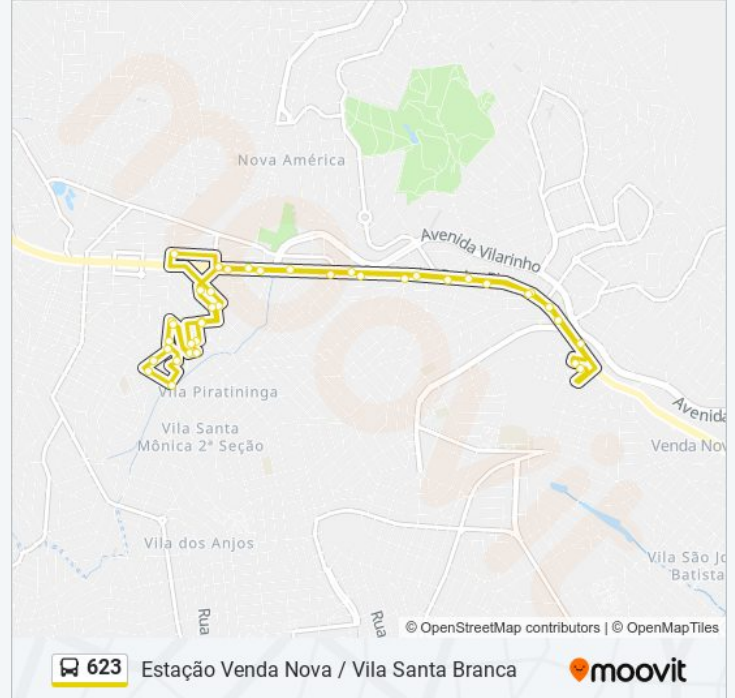 Nova América
Avenida Vilarinho
Vila Piratininga
Vila Santa
Mônica 2ª Seção
Avenida
Venda Nov
Vila dos Anjos
Vila São Jo
Batista
Rua
Rua
moovit
© OpenStreetMap contributors | © OpenMapTiles
623 Estação Venda Nova / Vila Santa Branca
moovit